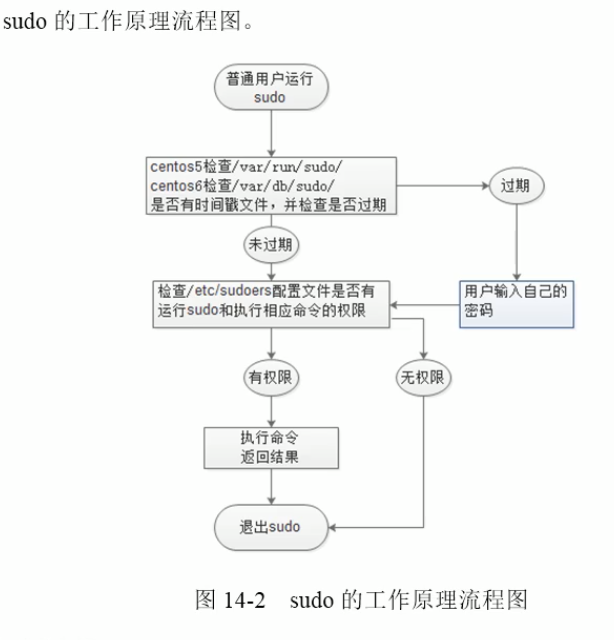 sudo 的工作原理流程图。
普通用户运行
sudo
centos5检查/var/run/sudo/
centos6检查/var/db/sudo/
是否有时间戳文件，并检查是否过期
过期
未过期
检查/etc/sudoers配置文件是否有
运行sudo和执行相应命令的权限
用户输入自己的
密码
有权限
无权限
执行命令
返回结果
退出sudo
图 14-2 sudo 的工作原理流程图